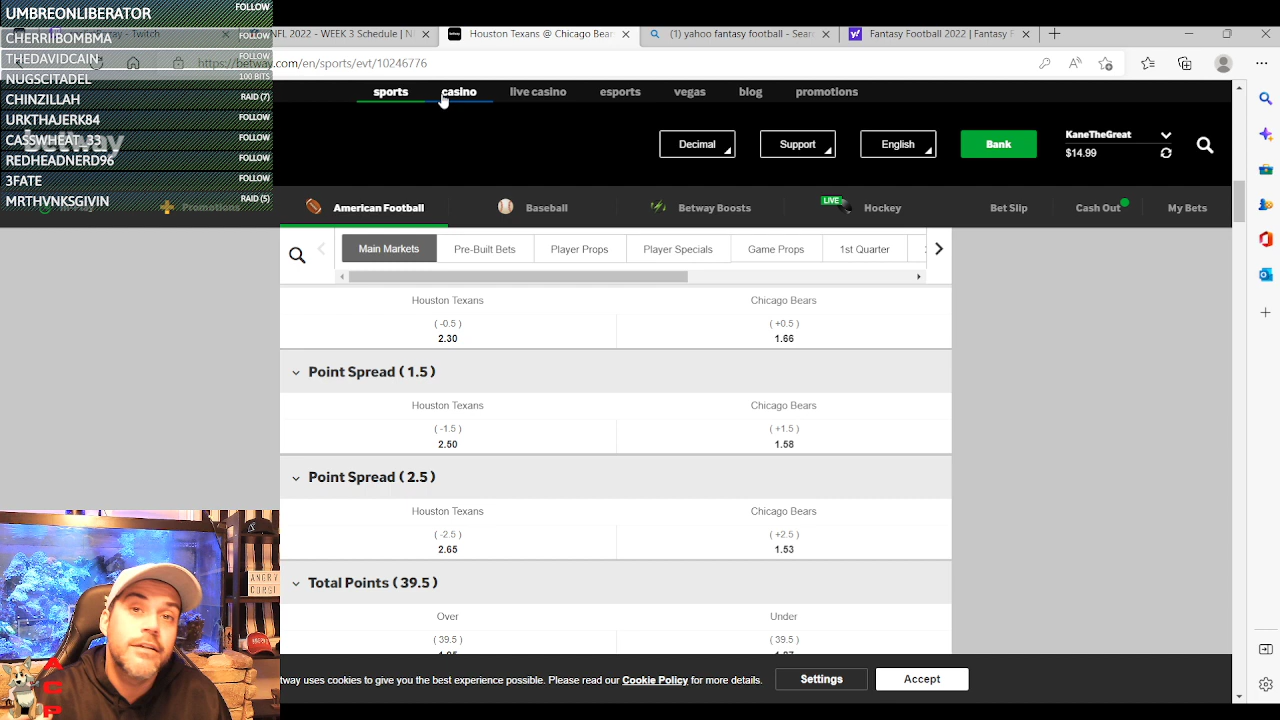 UMBREONLIBERATOR FOLLOW
CHERRIIBOMBMA FOLLOW
THEDAVIDCAIN FOLLOW
NUGSCITADEL 100 BITS
CHINZILLAH RAID (7)
URKTHAJERK84 FOLLOW
CASSWHEAT_33 FOLLOW
REDHEADNERD96 FOLLOW
3FATE FOLLOW
MRTHVNKSGIVIN RAID (5)
Twitch
NFL 2022 - WEEK 3 Schedule | N
Houston Texans @ Chicago Bear
(1) yahoo fantasy football - Sear
Fantasy Football 2022 | Fantasy F
https://betway.com/en/sports/evt/10246776
sports casino live casino esports vegas blog promotions
betway
Decimal Support English Bank KaneTheGreat
$14.99
Promotions American Football Baseball Betway Boosts LIVE Hockey Bet Slip Cash Out My Bets
Main Markets Pre-Built Bets Player Props Player Specials Game Props 1st Quarter
Houston Texans Chicago Bears
( -0.5 ) ( +0.5 )
2.30 1.66
Point Spread ( 1.5 )
Houston Texans Chicago Bears
( -1.5 ) ( +1.5 )
2.50 1.58
Point Spread ( 2.5 )
Houston Texans Chicago Bears
( -2.5 ) ( +2.5 )
2.65 1.53
Total Points ( 39.5 )
Over Under
( 39.5 ) ( 39.5 )
tway uses cookies to give you the best experience possible. Please read our Cookie Policy for more details. Settings Accept
ANGRY
CORGI
A
C
P